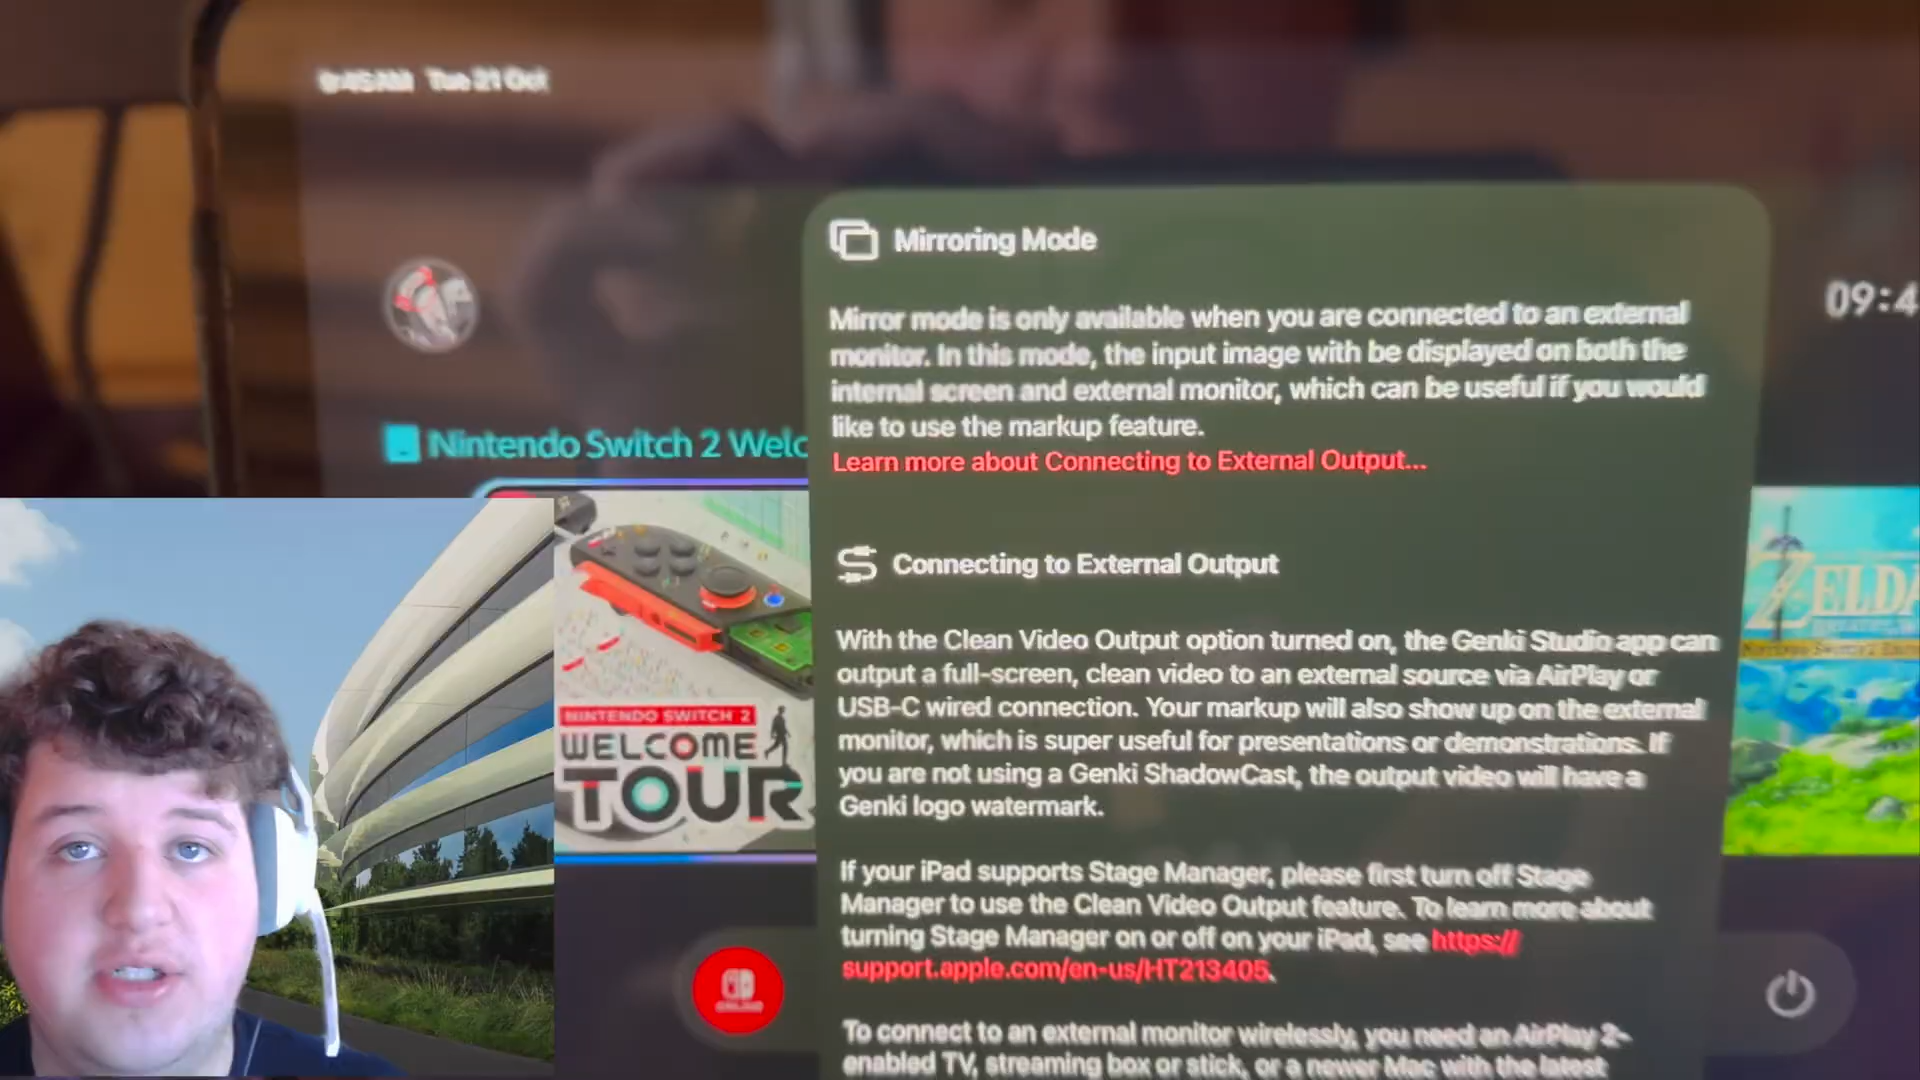 9:45AM Tue 21 Oct
Mirroring Mode
09:4
Mirror mode is only available when you are connected to an external
monitor. In this mode, the input image with be displayed on both the
internal screen and external monitor, which can be useful if you would
like to use the markup feature.
Learn more about Connecting to External Output...
Nintendo Switch 2 Welc
Connecting to External Output
ZELDA
With the Clean Video Output option turned on, the Genki Studio app can
output a full-screen, clean video to an external source via AirPlay or
USB-C wired connection. Your markup will also show up on the external
monitor, which is super useful for presentations or demonstrations. If
you are not using a Genki ShadowCast, the output video will have a
Genki logo watermark.
NINTENDO SWITCH 2
WELCOME
TOUR
If your iPad supports Stage Manager, please first turn off Stage
Manager to use the Clean Video Output feature. To learn more about
turning Stage Manager on or off on your iPad, see https://
support.apple.com/en-us/HT213405.
To connect to an external monitor wirelessly, you need an AirPlay 2-
enabled TV, streaming box or stick, or a newer Mac with the latest